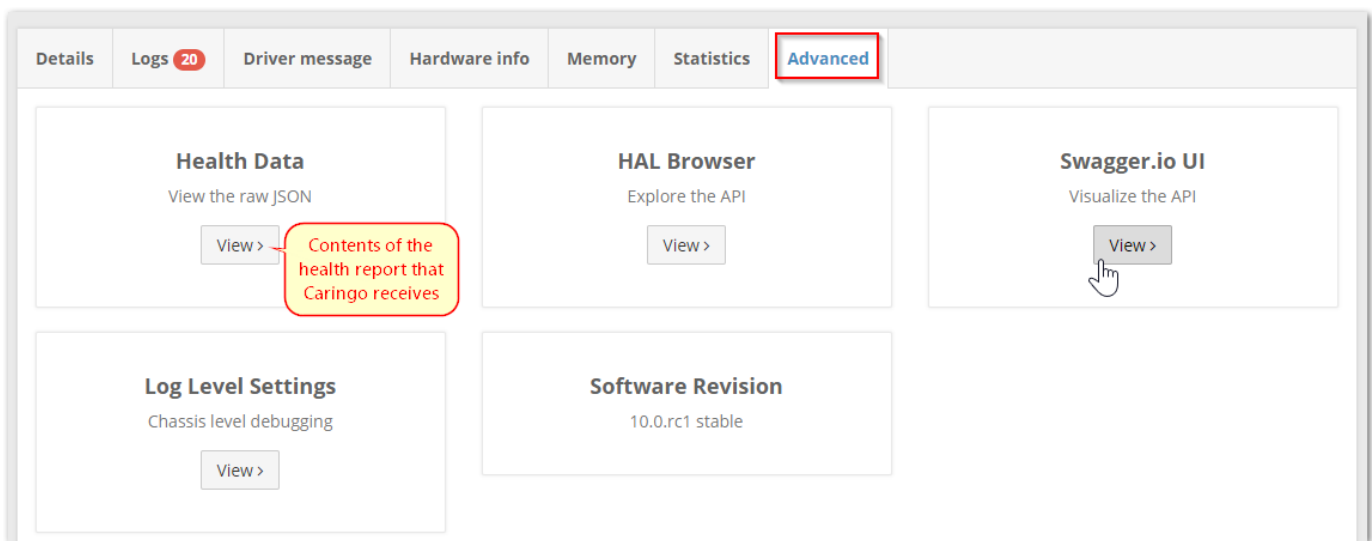 Details Logs 20 Driver message Hardware info Memory Statistics Advanced
Health Data
View the raw JSON
View >
Contents of the
health report that
Caringo receives
HAL Browser
Explore the API
View >
Swagger.io UI
Visualize the API
View >
Log Level Settings
Chassis level debugging
View >
Software Revision
10.0.rc1 stable